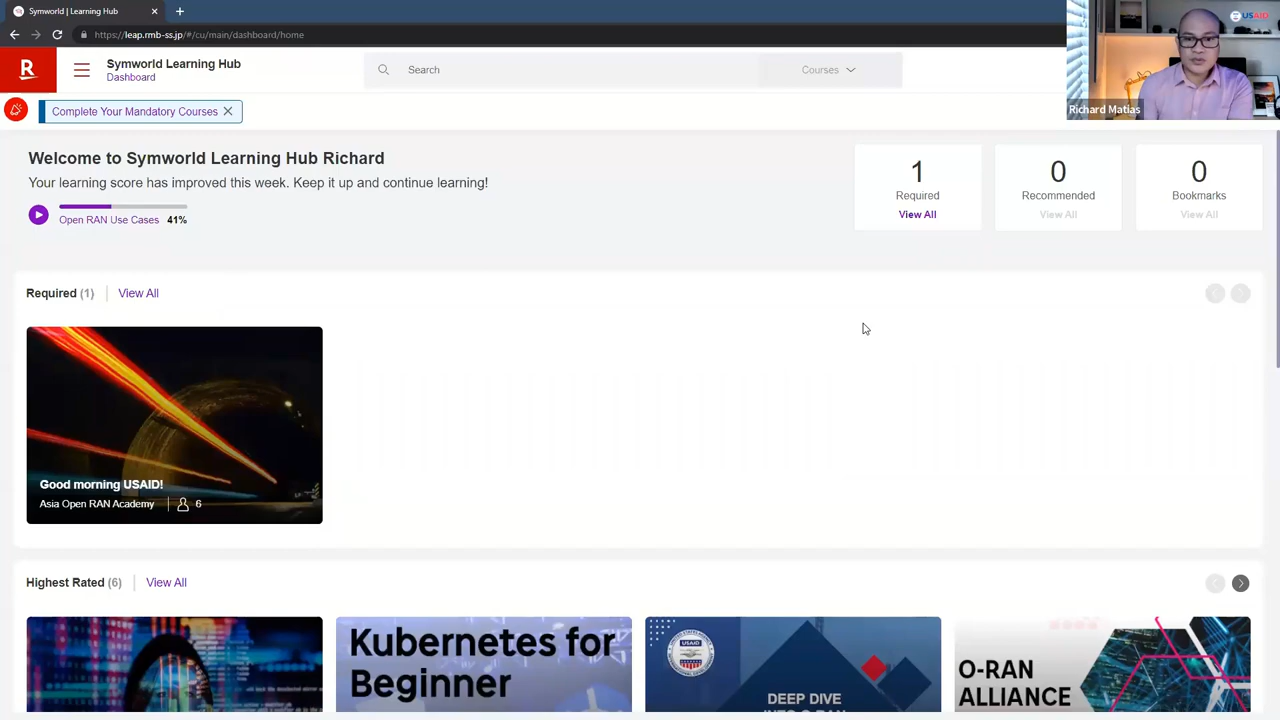 Symworld | Learning Hub
https://leap.rmb-ss.jp/#/cu/main/dashboard/home
USAID
R
Symworld Learning Hub
Dashboard
Search
Courses
Richard Matias
Complete Your Mandatory Courses
Welcome to Symworld Learning Hub Richard
Your learning score has improved this week. Keep it up and continue learning!
Open RAN Use Cases 41%
1
Required
View All
0
Recommended
View All
0
Bookmarks
View All
Required (1) View All
Good morning USAID!
Asia Open RAN Academy 6
Highest Rated (6) View All
Kubernetes for
Beginner
USAID
DEEP DIVE
INTO O-RAN
O-RAN
ALLIANCE